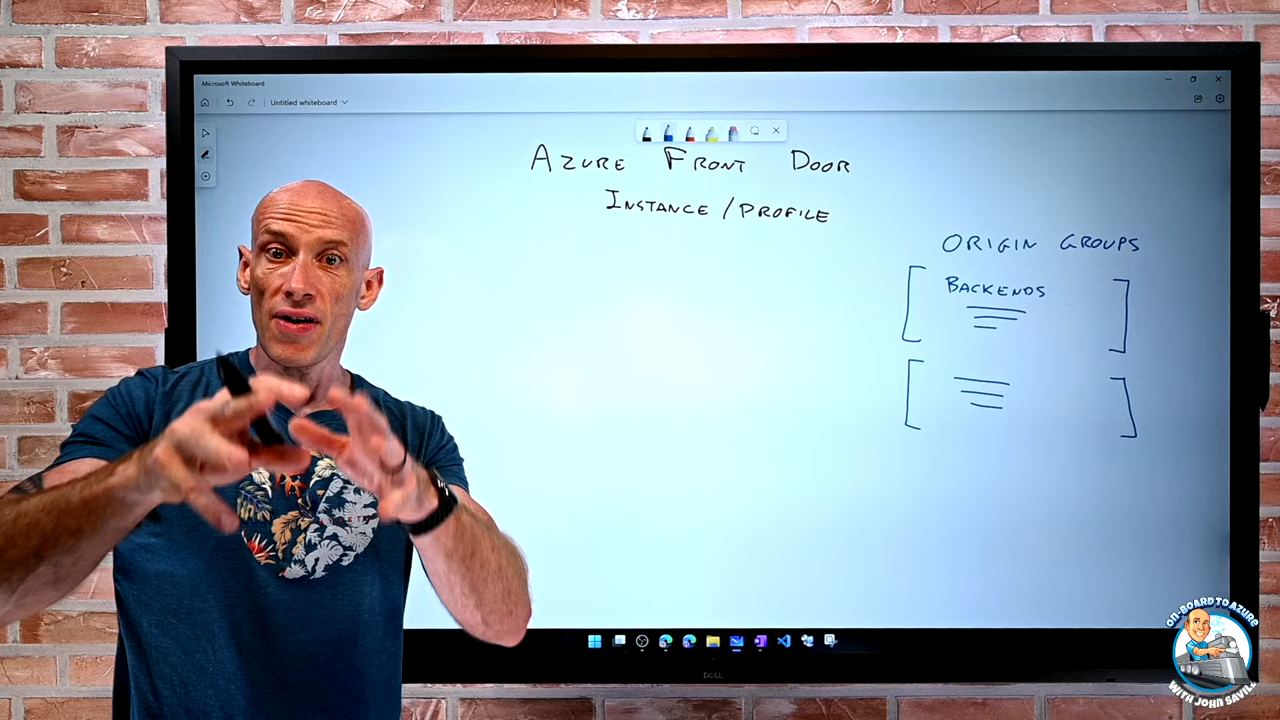 Microsoft Whiteboard
Untitled whiteboard
AZURE FRONT DOOR
INSTANCE/PROFILE
ORIGIN GROUPS
BACKENDS
DELL
ON-BOARD TO AZURE
WITH JOHN SAVILL